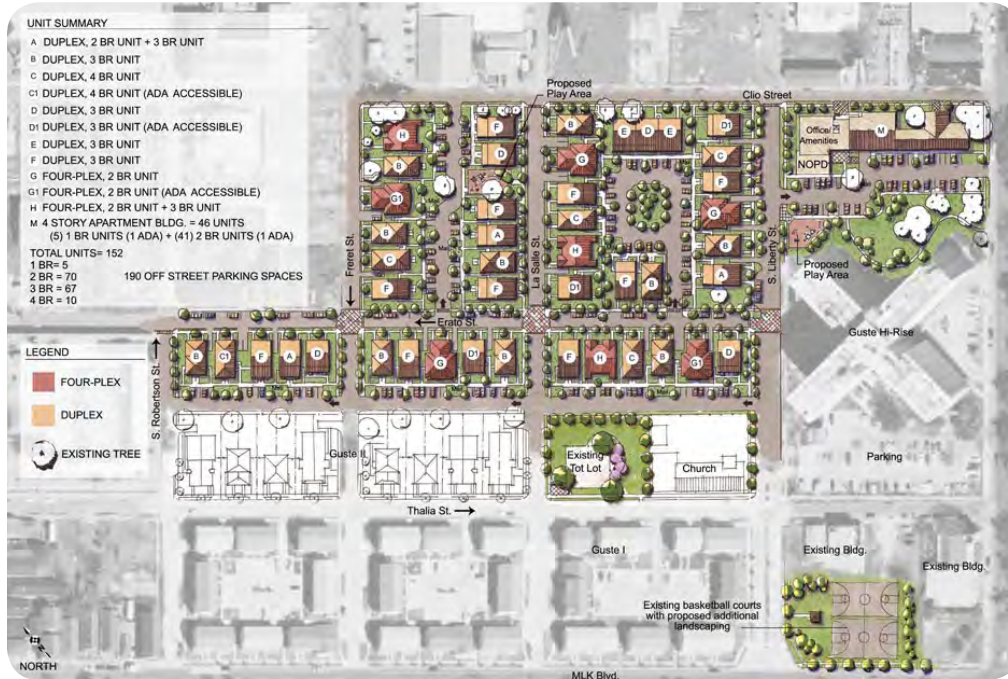 UNIT SUMMARY
A DUPLEX, 2 BR UNIT + 3 BR UNIT
B DUPLEX, 3 BR UNIT
C DUPLEX, 4 BR UNIT
C1 DUPLEX, 4 BR UNIT (ADA ACCESSIBLE)
D DUPLEX, 3 BR UNIT
D1 DUPLEX, 3 BR UNIT (ADA ACCESSIBLE)
E DUPLEX, 3 BR UNIT
F DUPLEX, 3 BR UNIT
G FOUR-PLEX, 2 BR UNIT
G1 FOUR-PLEX, 2 BR UNIT (ADA ACCESSIBLE)
H FOUR-PLEX, 2 BR UNIT + 3 BR UNIT
M 4 STORY APARTMENT BLDG. = 46 UNITS
(5) 1 BR UNITS (1 ADA) + (41) 2 BR UNITS (1 ADA)
TOTAL UNITS= 152
1 BR= 5
2 BR = 70 190 OFF STREET PARKING SPACES
3 BR = 67
4 BR = 10
LEGEND
FOUR-PLEX
DUPLEX
EXISTING TREE
Proposed
Play Area
Clio Street
H
B
G1
B
C
F
D
F
A
B
F
B
G
F
C
H
D1
E D E
F B
D1
C
F
G
B
A
Office/
Amenities
NOPD
M
Proposed
Play Area
Freret St.
La Salle St.
S. Liberty St.
Erato St.
S. Robertson St.
B C1 F A D
B F G D1 B
F H C B G1 D
Guste Hi-Rise
Guste II
Existing
Tot Lot
Church
Parking
Thalia St.
Guste I
Existing Bldg.
Existing Bldg.
Existing basketball courts
with proposed additional
landscaping
NORTH
MLK Blvd.